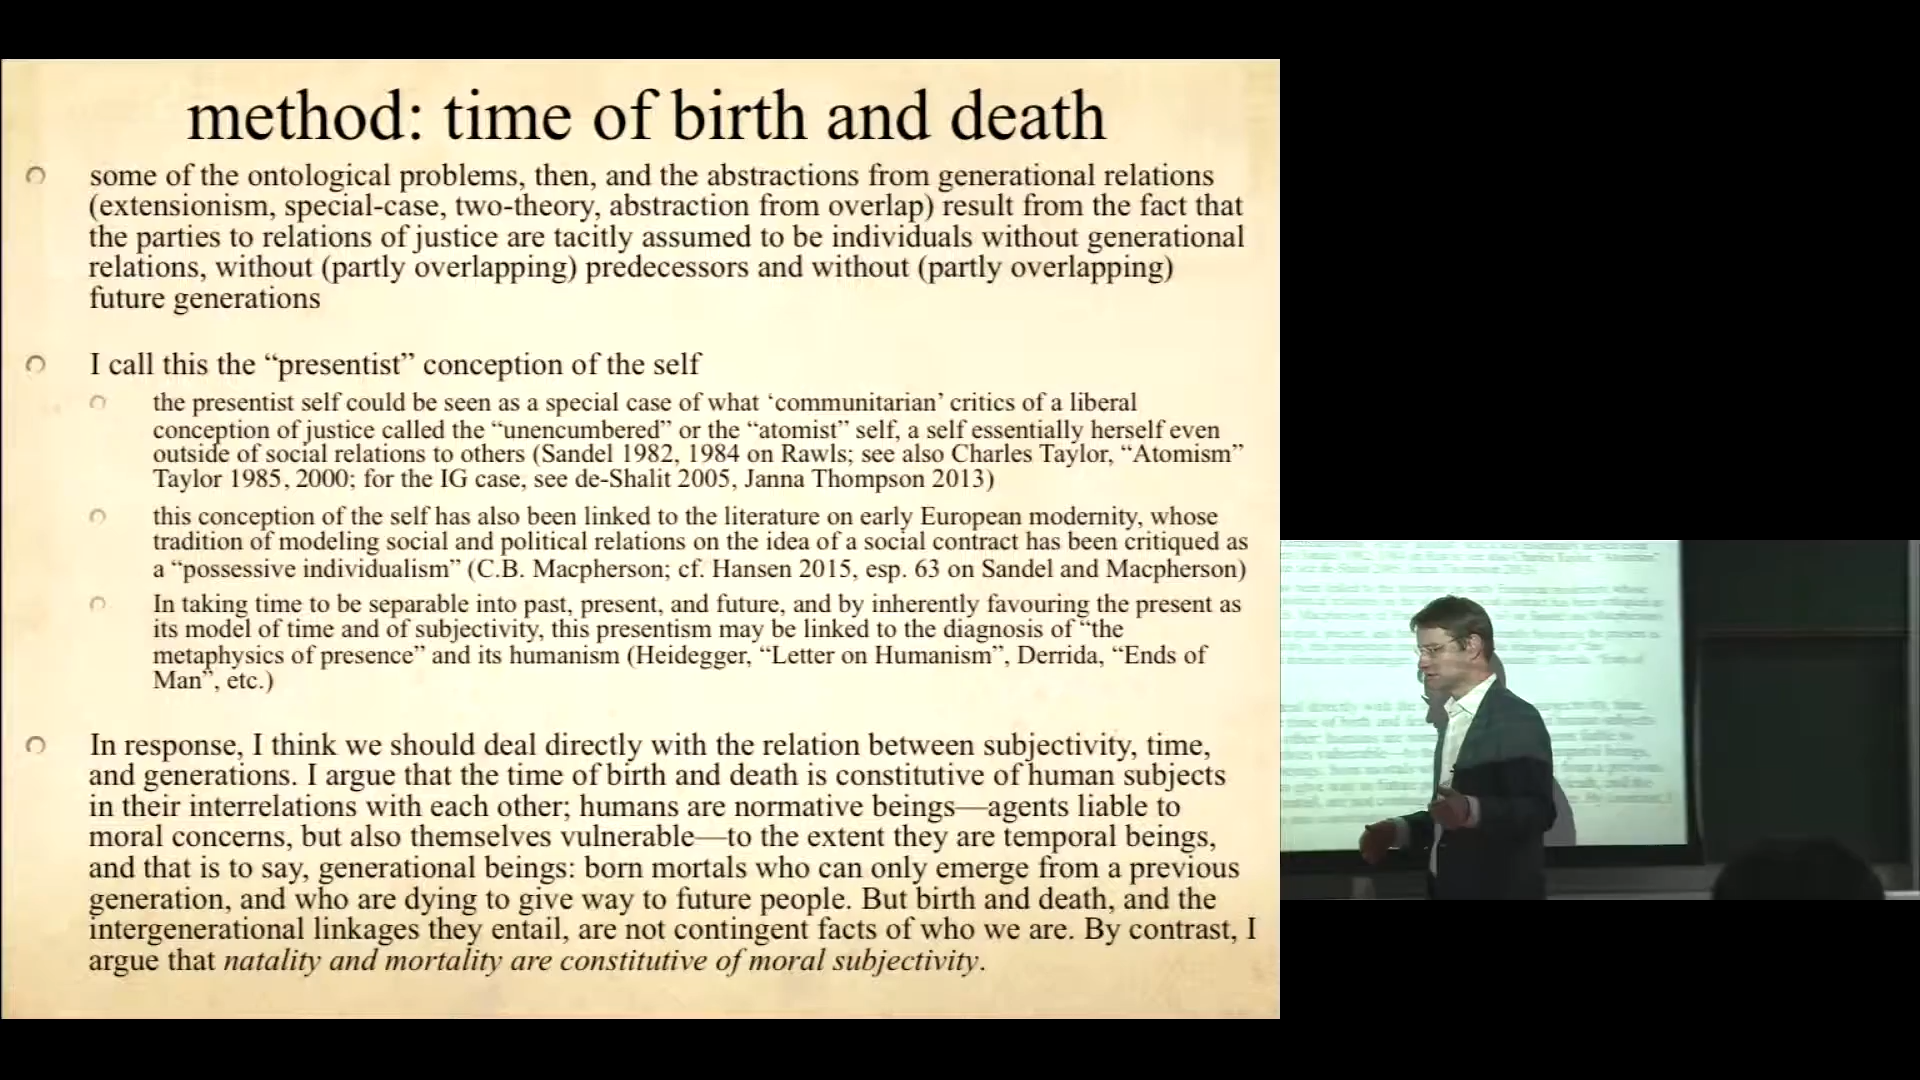 method: time of birth and death
some of the ontological problems, then, and the abstractions from generational relations
(extensionism, special-case, two-theory, abstraction from overlap) result from the fact that
the parties to relations of justice are tacitly assumed to be individuals without generational
relations, without (partly overlapping) predecessors and without (partly overlapping)
future generations
I call this the “presentist” conception of the self
the presentist self could be seen as a special case of what ‘communitarian’ critics of a liberal
conception of justice called the “unencumbered” or the “atomist” self, a self essentially herself even
outside of social relations to others (Sandel 1982, 1984 on Rawls; see also Charles Taylor, “Atomism”
Taylor 1985, 2000; for the IG case, see de-Shalit 2005, Janna Thompson 2013)
this conception of the self has also been linked to the literature on early European modernity, whose
tradition of modeling social and political relations on the idea of a social contract has been critiqued as
a “possessive individualism” (C.B. Macpherson; cf. Hansen 2015, esp. 63 on Sandel and Macpherson)
In taking time to be separable into past, present, and future, and by inherently favouring the present as
its model of time and of subjectivity, this presentism may be linked to the diagnosis of “the
metaphysics of presence” and its humanism (Heidegger, “Letter on Humanism”, Derrida, “Ends of
Man”, etc.)
In response, I think we should deal directly with the relation between subjectivity, time,
and generations. I argue that the time of birth and death is constitutive of human subjects
in their interrelations with each other; humans are normative beings—agents liable to
moral concerns, but also themselves vulnerable—to the extent they are temporal beings,
and that is to say, generational beings: born mortals who can only emerge from a previous
generation, and who are dying to give way to future people. But birth and death, and the
intergenerational linkages they entail, are not contingent facts of who we are. By contrast, I
argue that natality and mortality are constitutive of moral subjectivity.